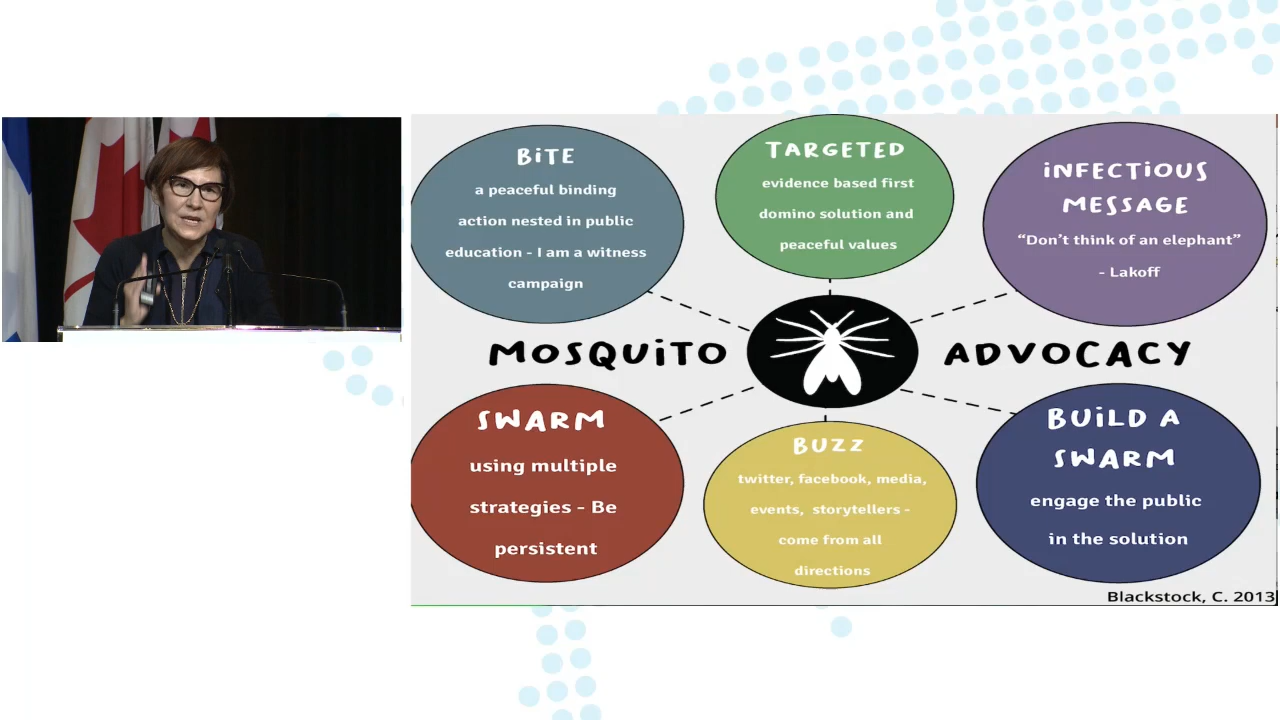 BiTE
a peaceful binding
action nested in public
education - I am a witness
campaign
TARGETED
evidence based first
domino solution and
peaceful values
iNFECTiOUS
MESSAGE
“Don’t think of an elephant”
- Lakoff
MOSQUiTO ADVOCACY
SWARM
using multiple
strategies - Be
persistent
BUZZ
twitter, facebook, media,
events, storytellers -
come from all
directions
BUiLD A
SWARM
engage the public
in the solution
Blackstock, C. 2013